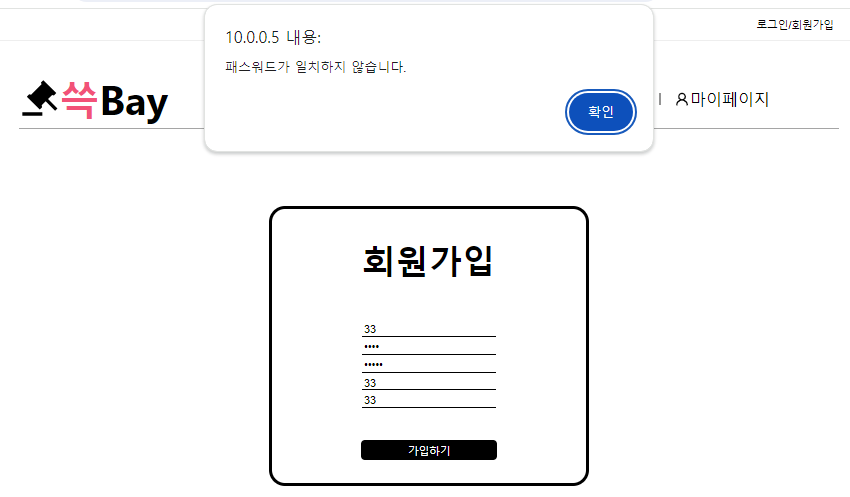 로그인/회원가입
10.0.0.5 내용:
패스워드가 일치하지 않습니다.
확인
쓱Bay
마이페이지
회원가입
33
••••
•••••
33
33
가입하기